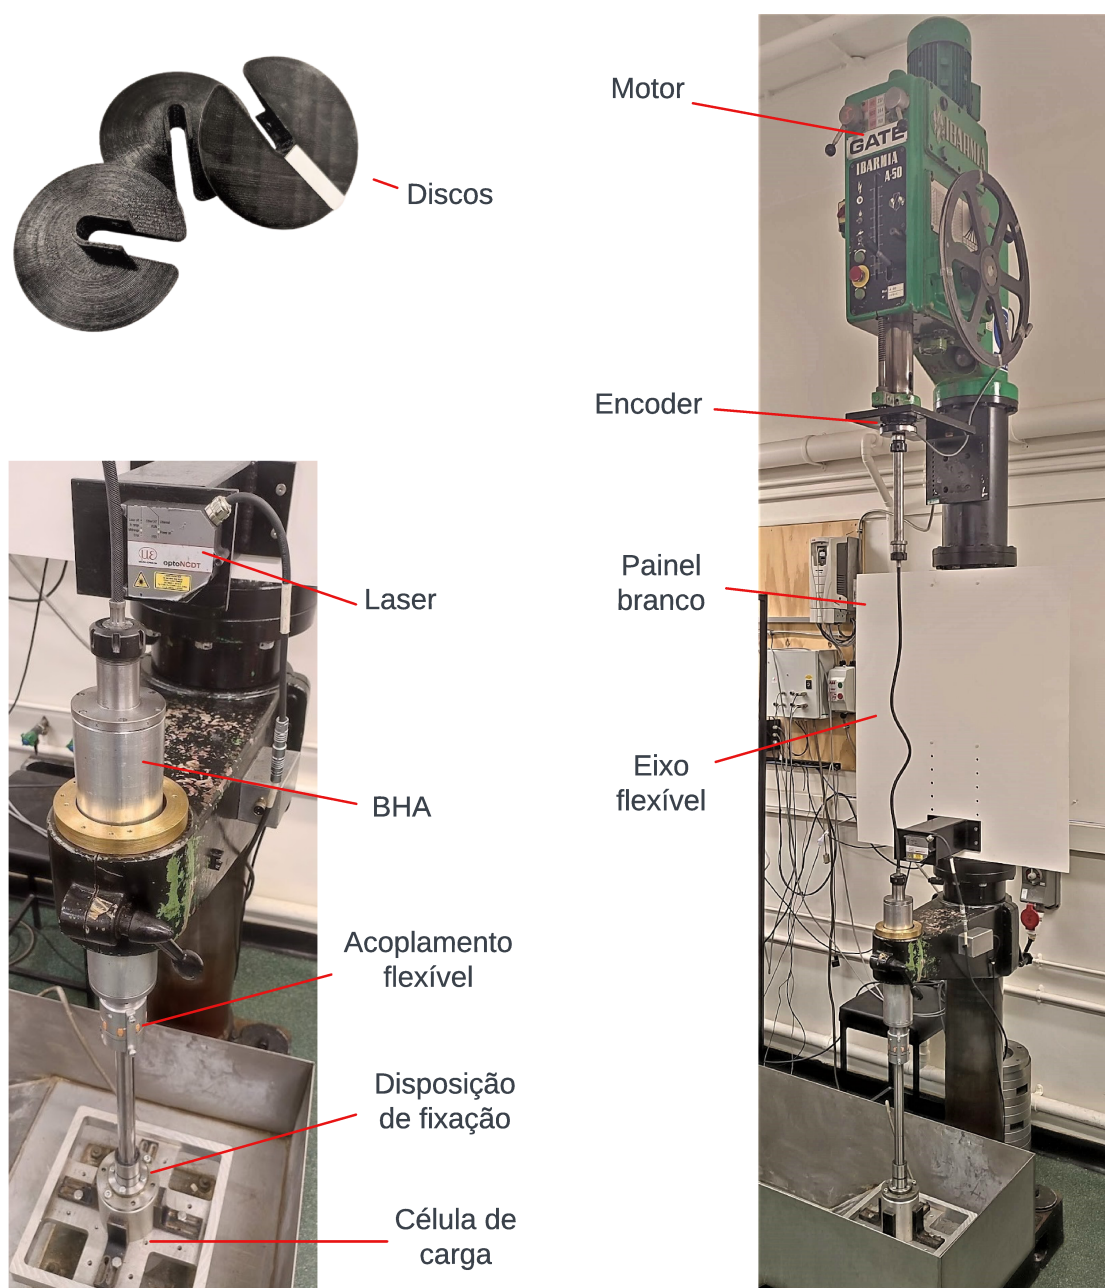 Motor
GATE
IBARMIA
A-50
IBARMIA
Discos
Encoder
optoNCDT
Laser
Painel
branco
BHA
Eixo
flexível
Acoplamento
flexível
Disposição
de fixação
Célula de
carga